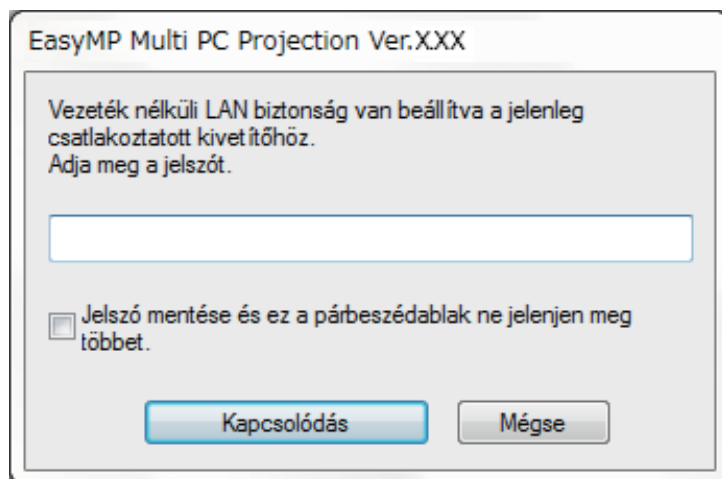 EasyMP Multi PC Projection Ver.XXX
Vezeték nélküli LAN biztonság van beállítva a jelenleg
csatlakoztatott kivetítőhöz.
Adja meg a jelszót.
Jelszó mentése és ez a párbeszédablak ne jelenjen meg
többet.
Kapcsolódás
Mégse